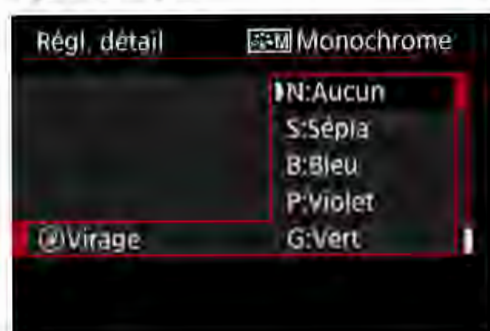 Régl. détail Monochrome
N:Aucun
S:Sépia
B:Bleu
P:Violet
Virage G:Vert